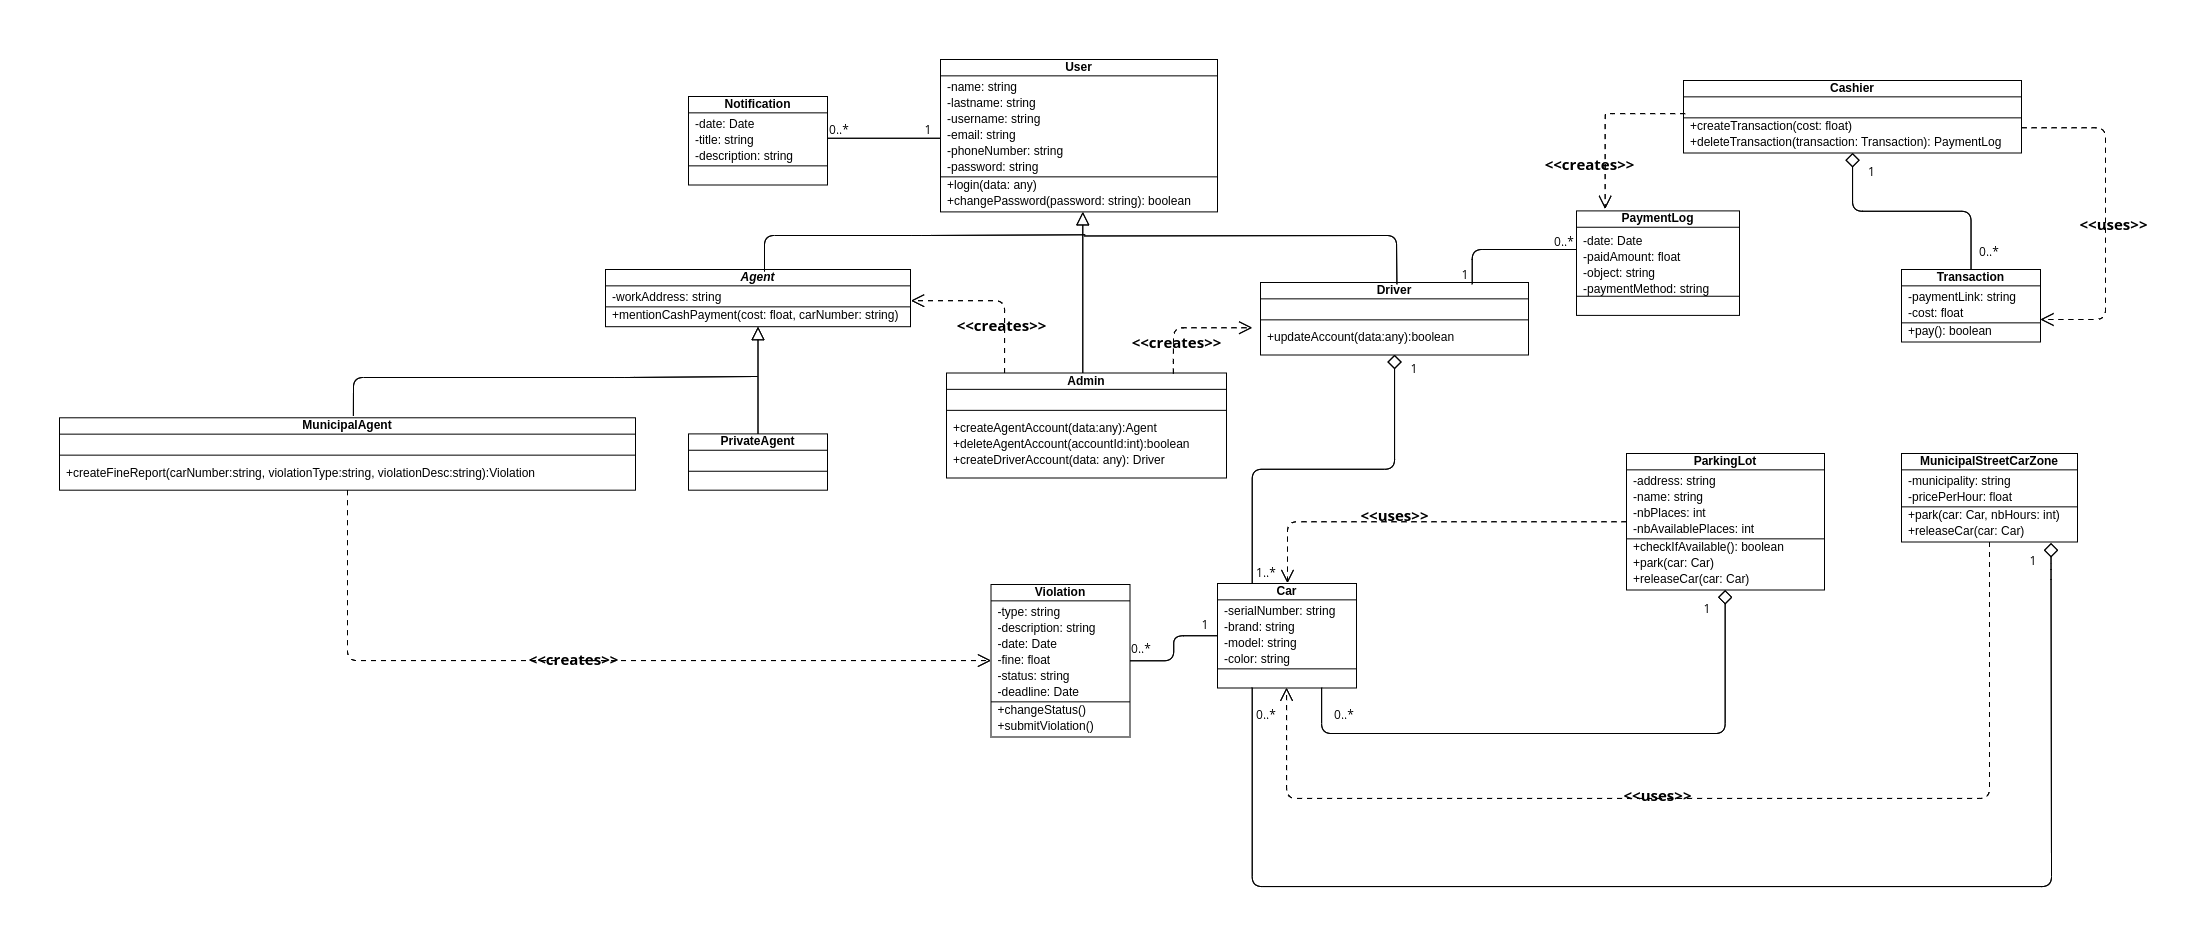 User
-name: string
-lastname: string
-username: string
-email: string
-phoneNumber: string
-password: string
+login(data: any)
+changePassword(password: string): boolean
Notification
-date: Date
-title: string
-description: string
0..*
1
Cashier
+createTransaction(cost: float)
+deleteTransaction(transaction: Transaction): PaymentLog
<<creates>>
1
<<uses>>
0..*
PaymentLog
-date: Date
-paidAmount: float
-object: string
-paymentMethod: string
0..*
1
Transaction
-paymentLink: string
-cost: float
+pay(): boolean
Agent
-workAddress: string
+mentionCashPayment(cost: float, carNumber: string)
<<creates>>
<<creates>>
Driver
+updateAccount(data:any):boolean
1
Admin
+createAgentAccount(data:any):Agent
+deleteAgentAccount(accountId:int):boolean
+createDriverAccount(data: any): Driver
MunicipalAgent
+createFineReport(carNumber:string, violationType:string, violationDesc:string):Violation
PrivateAgent
ParkingLot
-address: string
-name: string
-nbPlaces: int
-nbAvailablePlaces: int
+checkIfAvailable(): boolean
+park(car: Car)
+releaseCar(car: Car)
1
MunicipalStreetCarZone
-municipality: string
-pricePerHour: float
+park(car: Car, nbHours: int)
+releaseCar(car: Car)
1
<<uses>>
1..*
Violation
-type: string
-description: string
-date: Date
-fine: float
-status: string
-deadline: Date
+changeStatus()
+submitViolation()
Car
-serialNumber: string
-brand: string
-model: string
-color: string
1
0..*
<<creates>>
0..*
0..*
<<uses>>